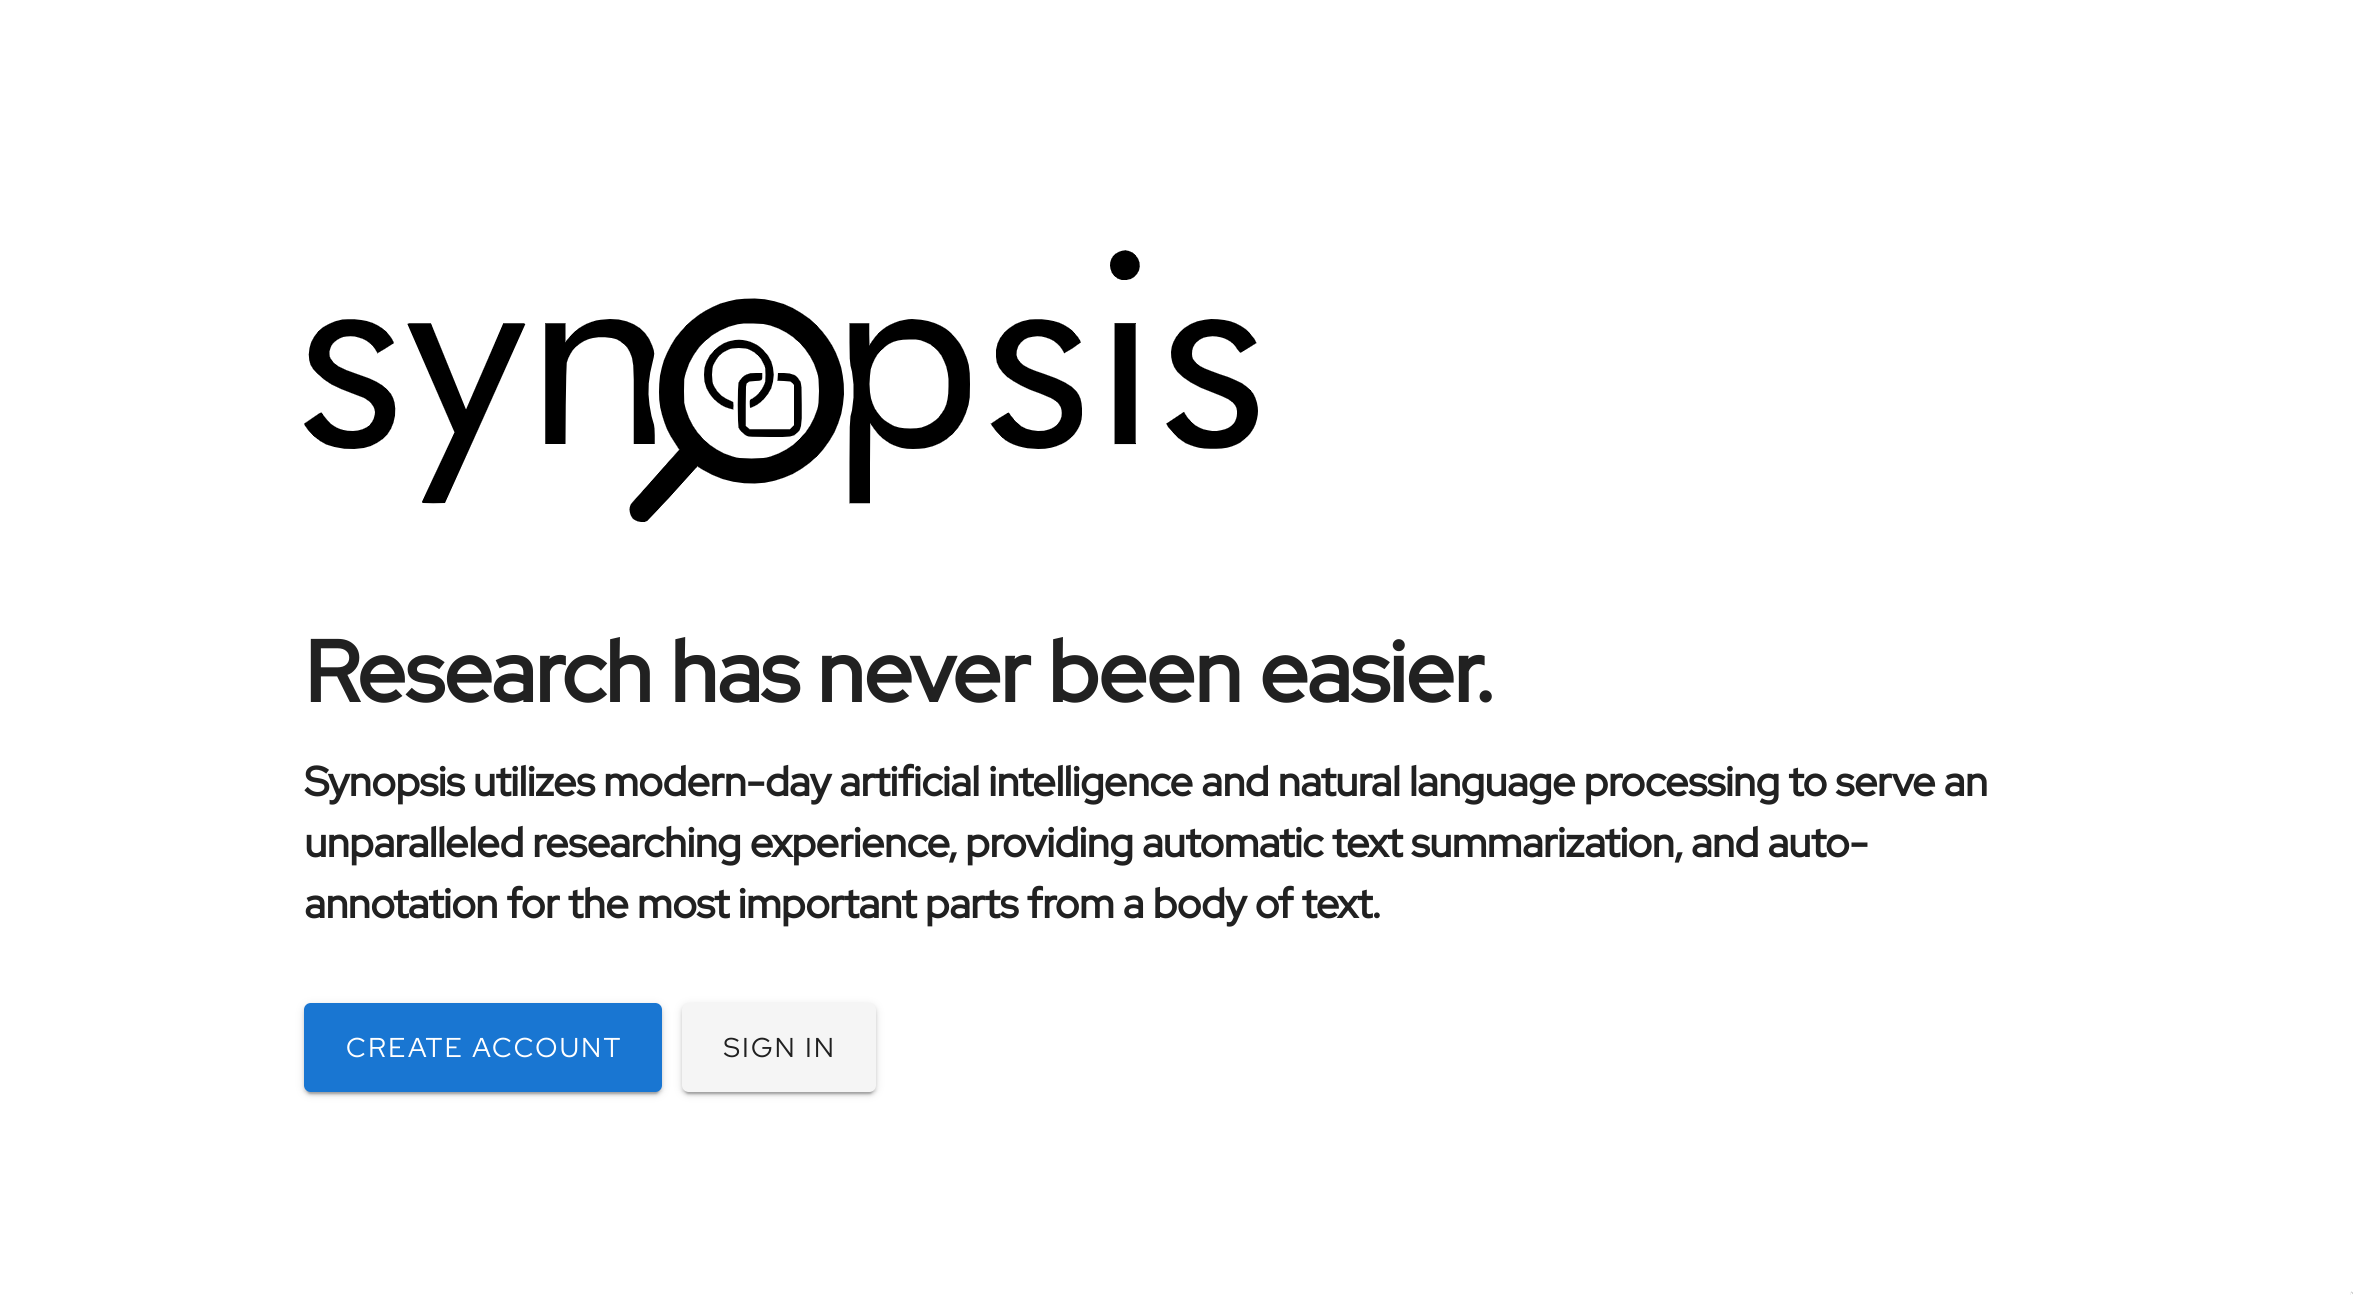 synopsis
Research has never been easier.
Synopsis utilizes modern-day artificial intelligence and natural language processing to serve an
unparalleled researching experience, providing automatic text summarization, and auto-
annotation for the most important parts from a body of text.
CREATE ACCOUNT
SIGN IN